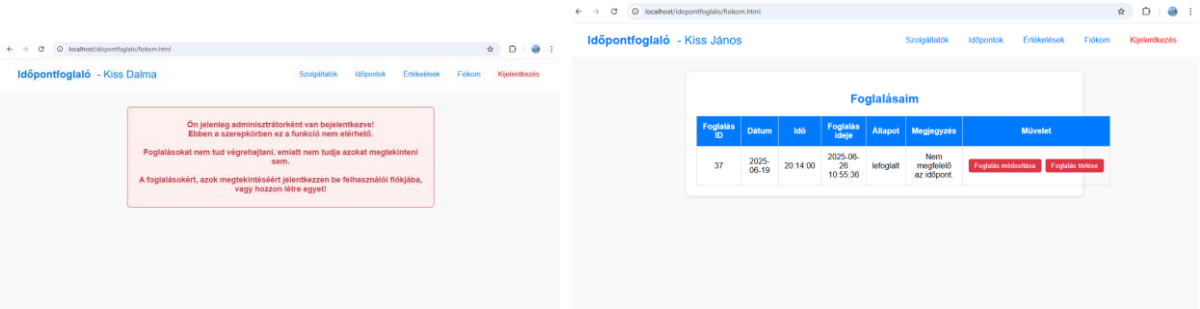 localhost/idopontfoglalo/fiokom.html
Időpontfoglaló - Kiss Dalma
Szolgáltatók Időpontok Értékelések Fiókom Kijelentkezés
Ön jelenleg adminisztrátorként van bejelentkezve!
Ebben a szerepkörben ez a funkció nem elérhető.
Foglalásokat nem tud végrehajtani, emiatt nem tudja azokat megtekinteni
sem.
A foglalásokért, azok megtekintéséért jelentkezzen be felhasználói fiókjába,
vagy hozzon létre egyet!
localhost/idopontfoglalo/fiokom.html
Időpontfoglaló - Kiss János
Szolgáltatók Időpontok Értékelések Fiókom Kijelentkezés
Foglalásaim
Foglalás ID Dátum Idő Foglalás ideje Állapot Megjegyzés Művelet
37 2025-06-19 20:14:00 2025-06-26 10:55:36 lefoglalt Nem megfelelő az időpont. Foglalás módosítása Foglalás törlése